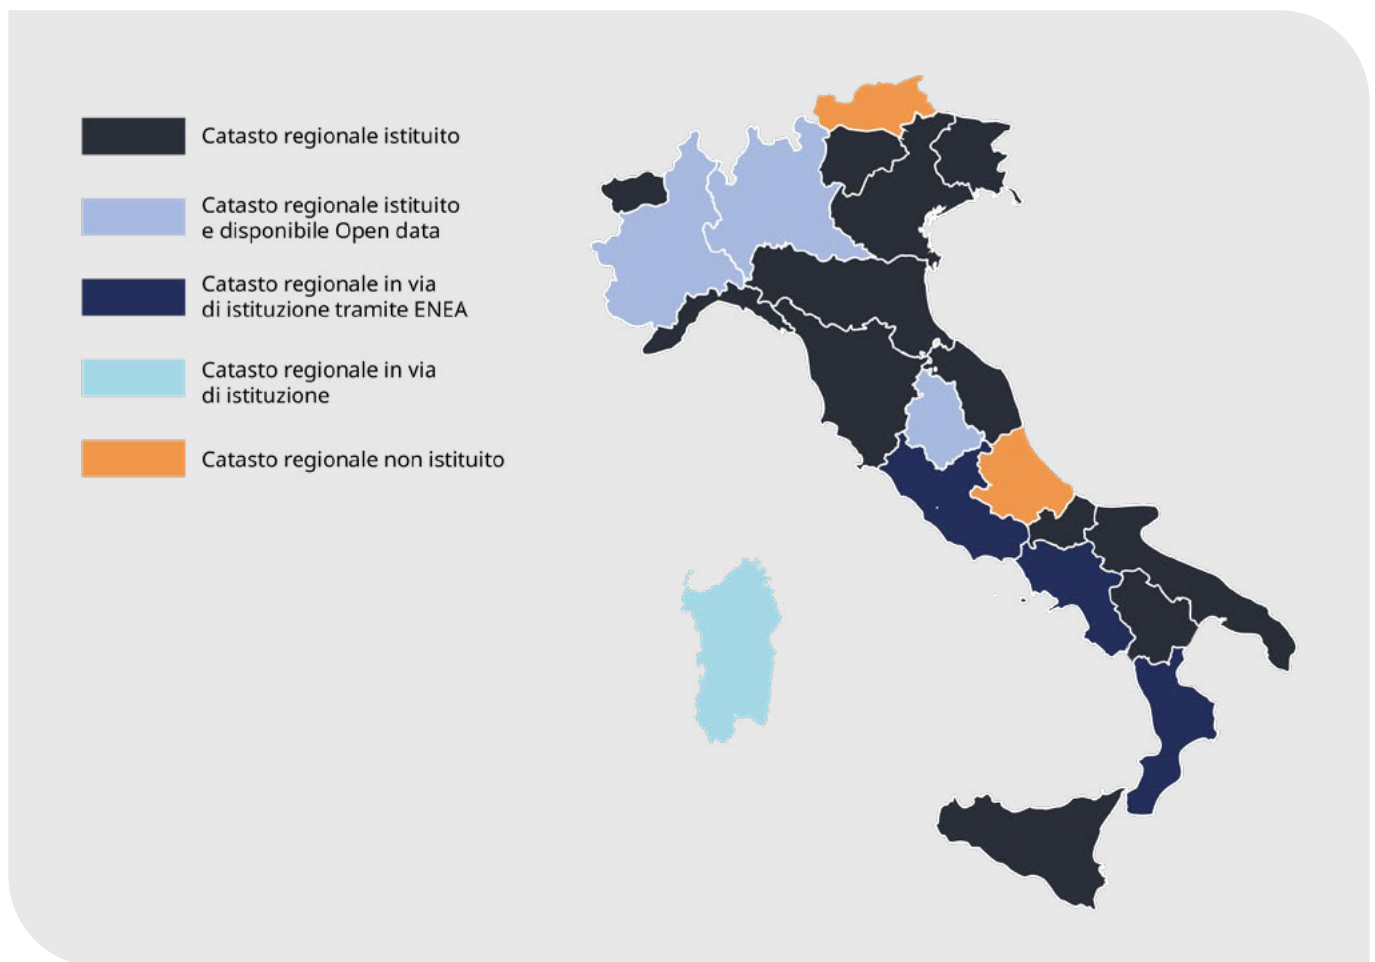 Catasto regionale istituito
Catasto regionale istituito
e disponibile Open data
Catasto regionale in via
di istituzione tramite ENEA
Catasto regionale in via
di istituzione
Catasto regionale non istituito